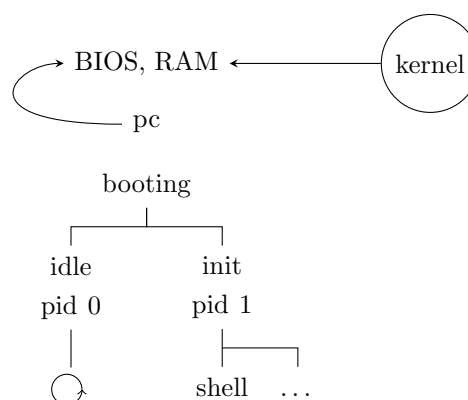 BIOS, RAM
kernel
pc
booting
idle
init
pid 0
pid 1
shell
...